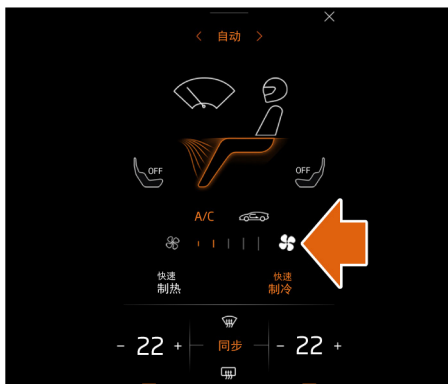 自动
OFF
OFF
A/C
快速 快速
制热 制冷
- 22 + 同步 - 22 +